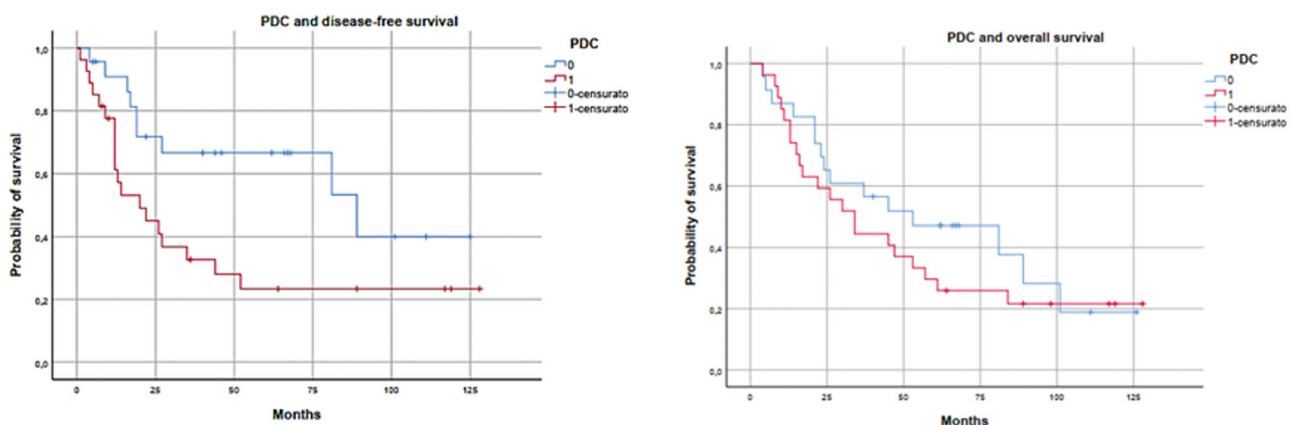 PDC and disease-free survival
PDC
0
1
0-censurato
1-censurato
Probability of survival
1,0
0,8
0,6
0,4
0,2
0,0
0 25 50 75 100 125
Months
PDC and overall survival
PDC
0
1
0-censurato
1-censurato
Probability of survival
1,0
0,8
0,6
0,4
0,2
0,0
0 25 50 75 100 125
Months